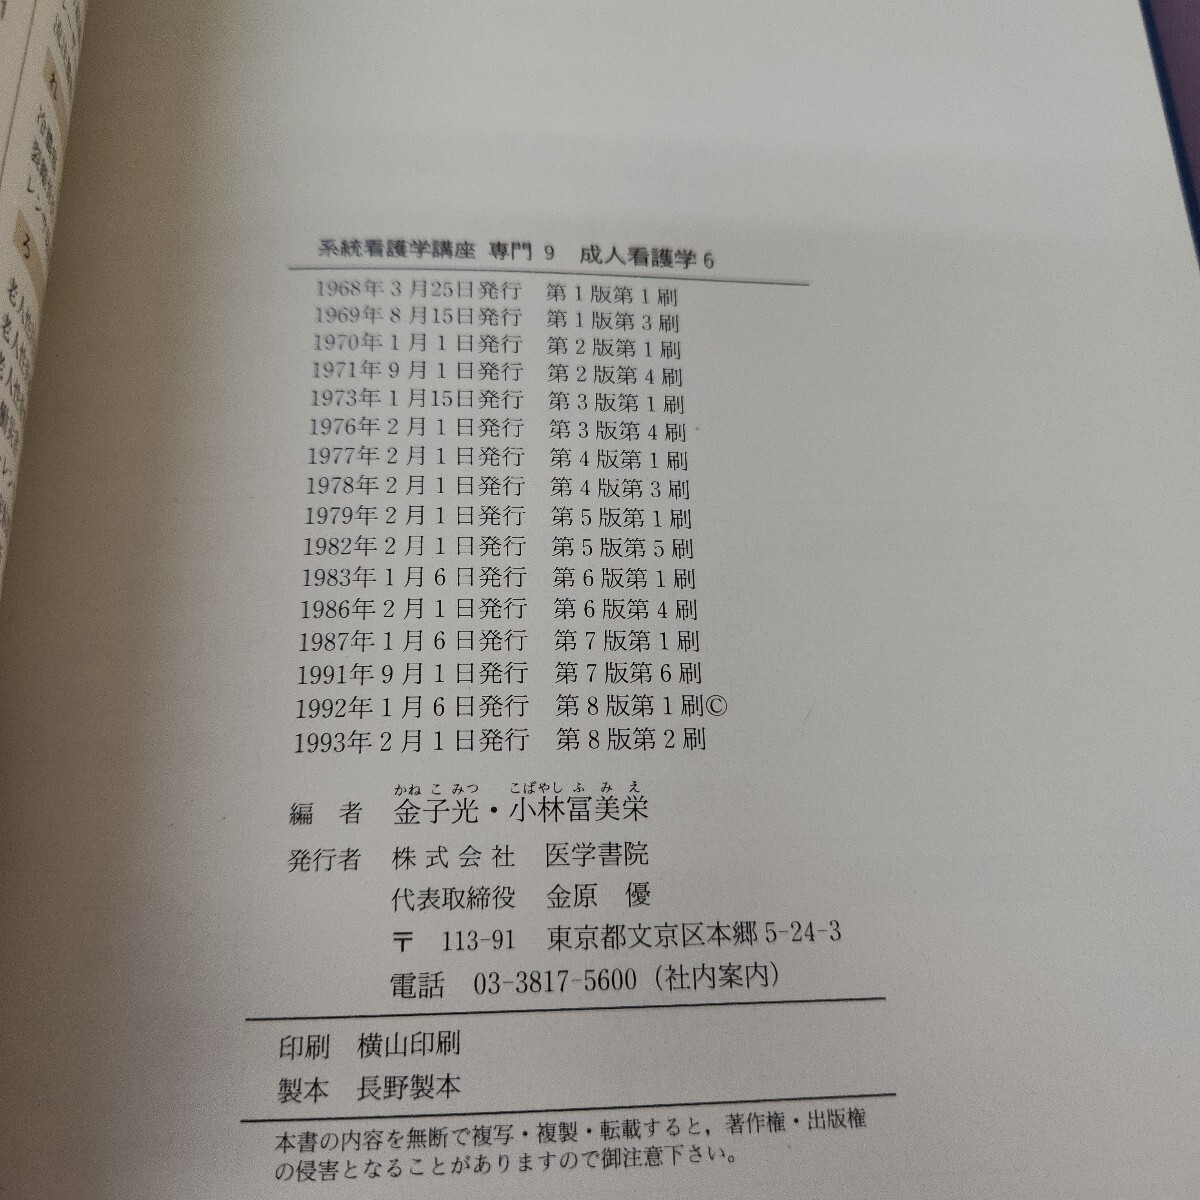 系統看護学講座 専門 9 成人看護学 6
1968年 3 月25日発行 第 1 版第 1 刷
1969年 8 月15日発行 第 1 版第 3 刷
1970年 1 月 1 日発行 第 2 版第 1 刷
1971年 9 月 1 日発行 第 2 版第 4 刷
1973年 1 月15日発行 第 3 版第 1 刷
1976年 2 月 1 日発行 第 3 版第 4 刷
1977年 2 月 1 日発行 第 4 版第 1 刷
1978年 2 月 1 日発行 第 4 版第 3 刷
1979年 2 月 1 日発行 第 5 版第 1 刷
1982年 2 月 1 日発行 第 5 版第 5 刷
1983年 1 月 6 日発行 第 6 版第 1 刷
1986年 2 月 1 日発行 第 6 版第 4 刷
1987年 1 月 6 日発行 第 7 版第 1 刷
1991年 9 月 1 日発行 第 7 版第 6 刷
1992年 1 月 6 日発行 第 8 版第 1 刷©
1993年 2 月 1 日発行 第 8 版第 2 刷
かね こ みつ こばやし ふ み え
編 者 金子光・小林冨美栄
発行者 株式会社 医学書院
代表取締役 金原 優
〒 113-91 東京都文京区本郷 5-24-3
電話 03-3817-5600（社内案内）
印刷 横山印刷
製本 長野製本
本書の内容を無断で複写・複製・転載すると，著作権・出版権
の侵害となることがありますので御注意下さい。